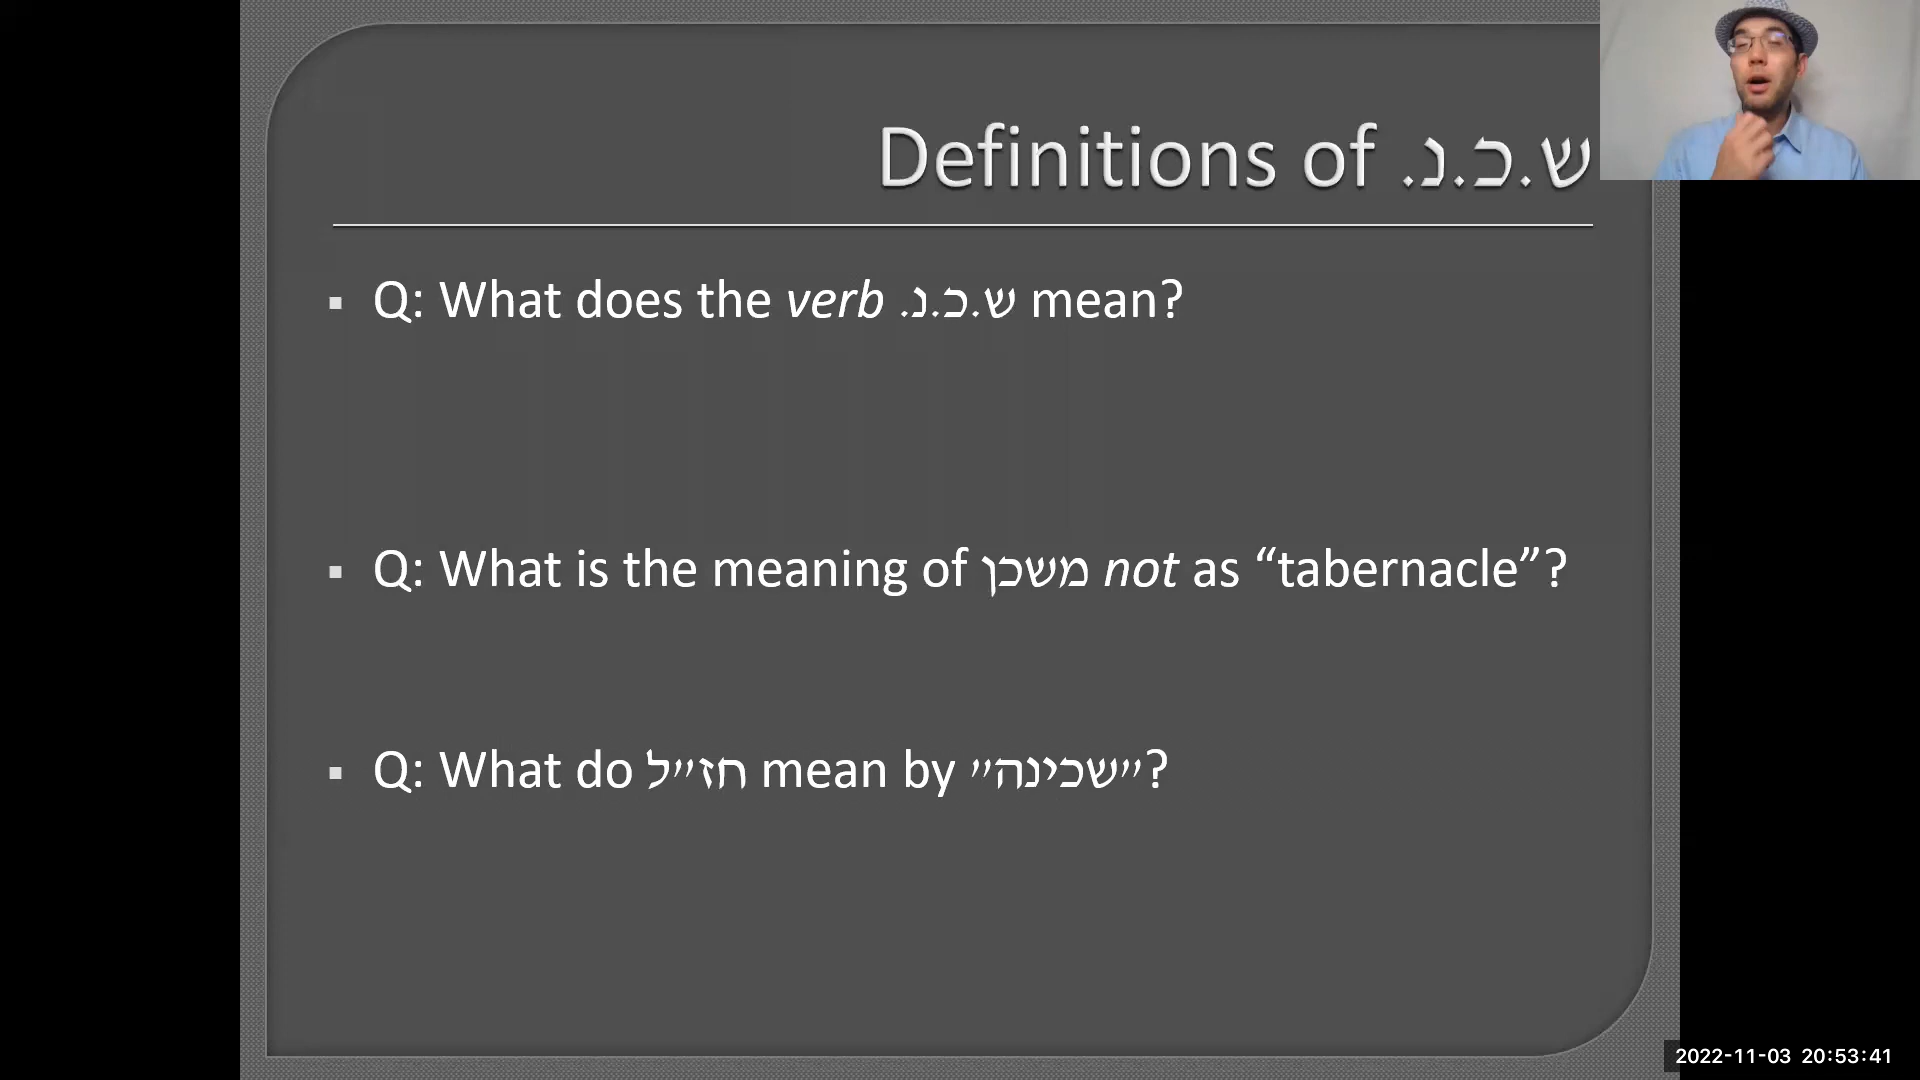 Definitions of ש.כ.נ.
Q: What does the verb ש.כ.נ. mean?
Q: What is the meaning of משכן not as “tabernacle”?
Q: What do חז״ל mean by ״שכינה״?
2022-11-03 20:53:41